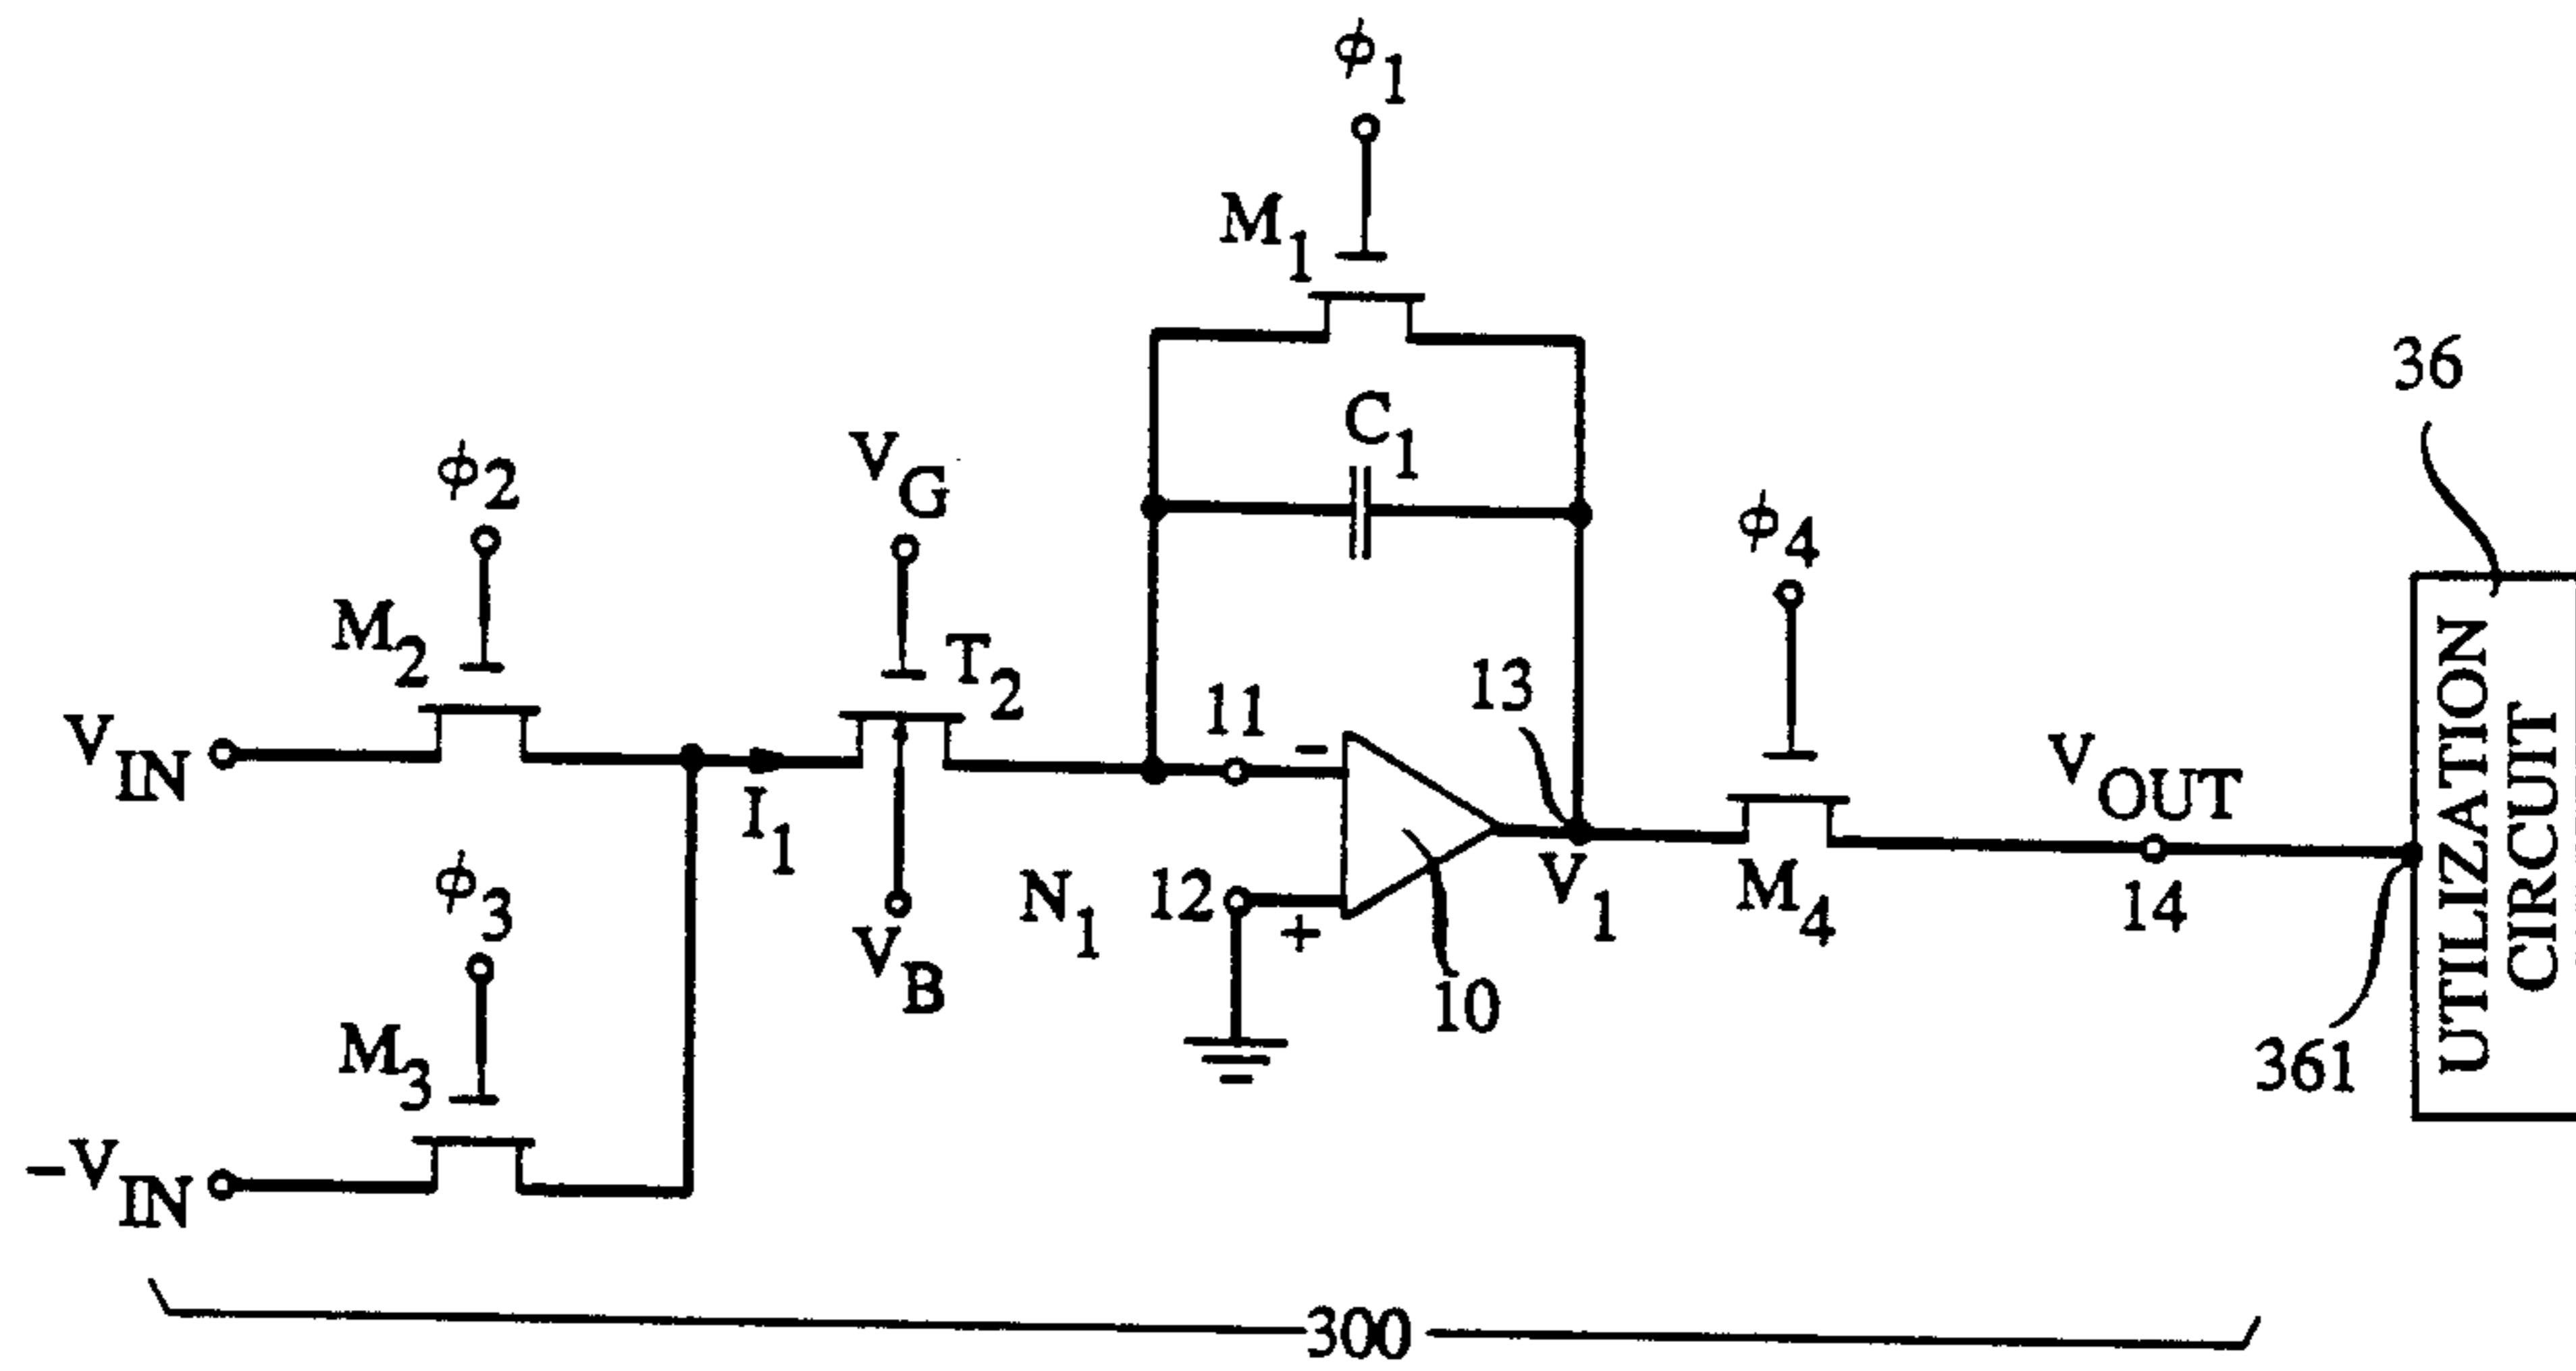 ϕ1
M1
36
C1
VG
ϕ2
ϕ4
M2
T2
13
11
−
VIN
VOUT
I1
UTILIZATION
CIRCUIT
ϕ3
N1
12
+
V1
M4
14
VB
10
M3
361
−VIN
300